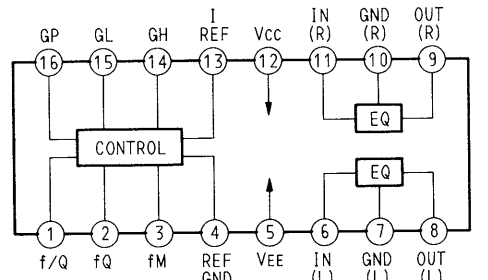 I IN GND OUT
GP GL GH REF VCC (R) (R) (R)
16 15 14 13 12 11 10 9
EQ
CONTROL
EQ
1 2 3 4 5 6 7 8
f/Q fQ fM REF VEE IN GND OUT
GND (L) (L) (L)